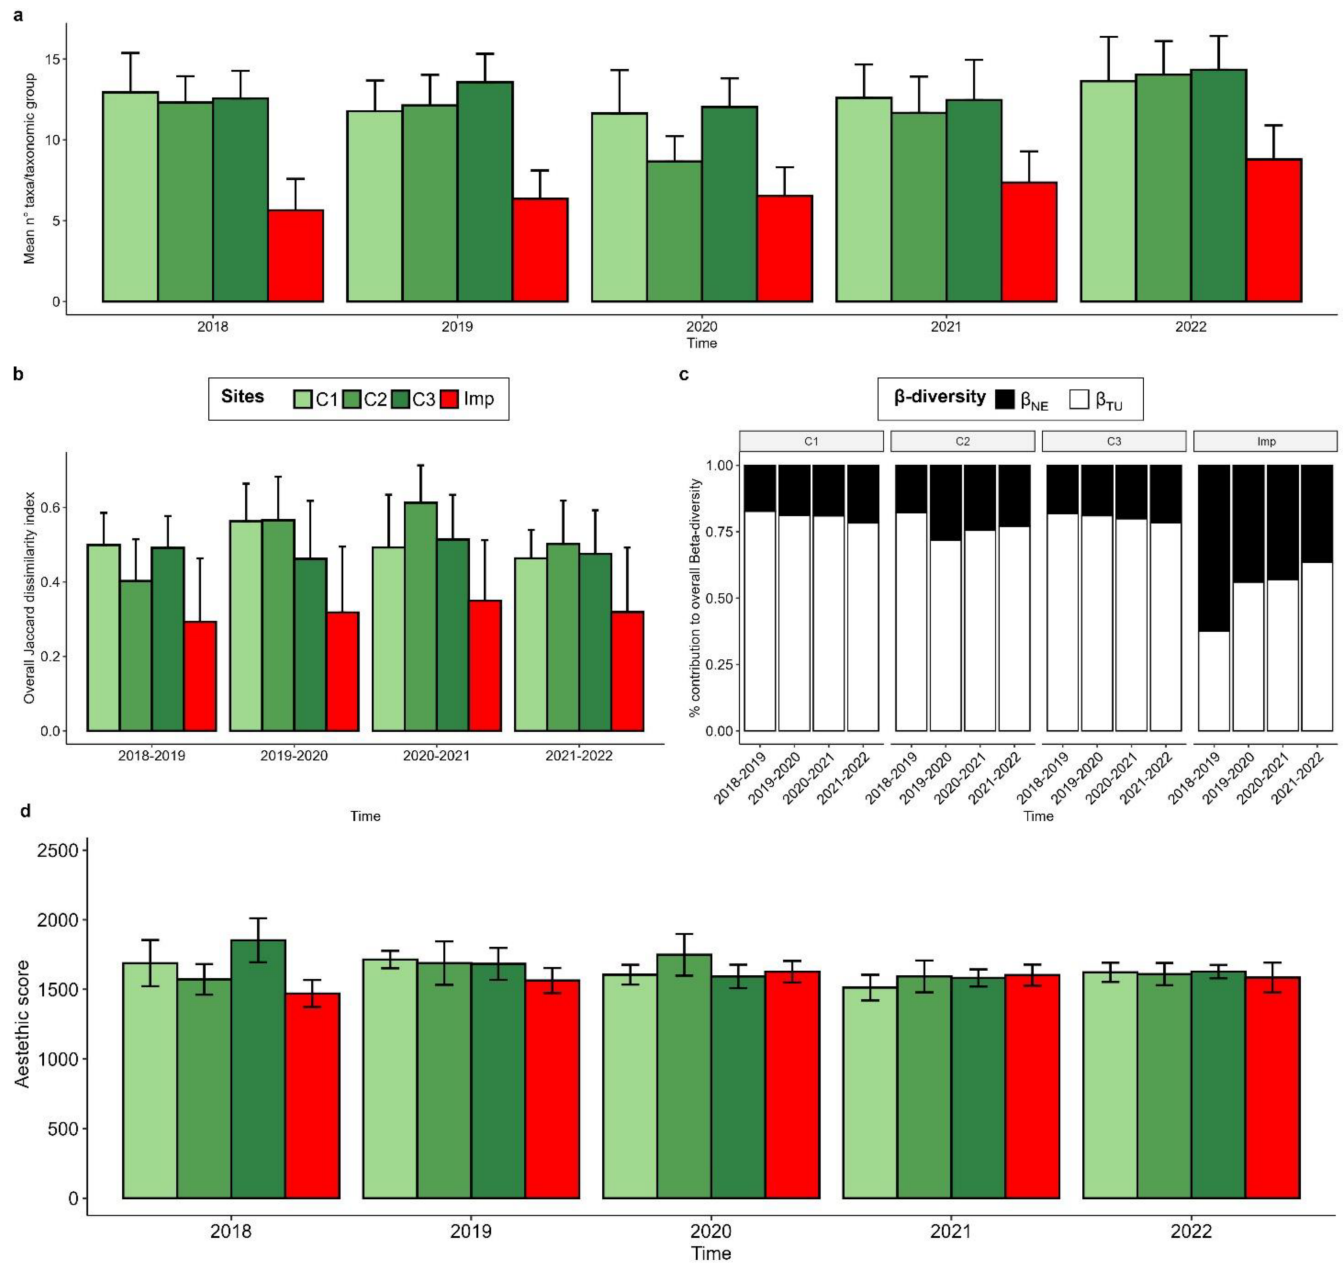 a
Mean n° taxa/taxonomic group
15
10
5
0
2018 2019 2020 2021 2022
Time
b
Sites C1 C2 C3 Imp
Overall Jaccard dissimilarity index
0.6
0.4
0.2
0.0
2018-2019 2019-2020 2020-2021 2021-2022
Time
c
β-diversity βNE βTU
C1 C2 C3 Imp
% contribution to overall Beta-diversity
1.00
0.75
0.50
0.25
0.00
2018-2019 2019-2020 2020-2021 2021-2022 2018-2019 2019-2020 2020-2021 2021-2022 2018-2019 2019-2020 2020-2021 2021-2022 2018-2019 2019-2020 2020-2021 2021-2022
Time
d
Aestethic score
2500
2000
1500
1000
500
0
2018 2019 2020 2021 2022
Time